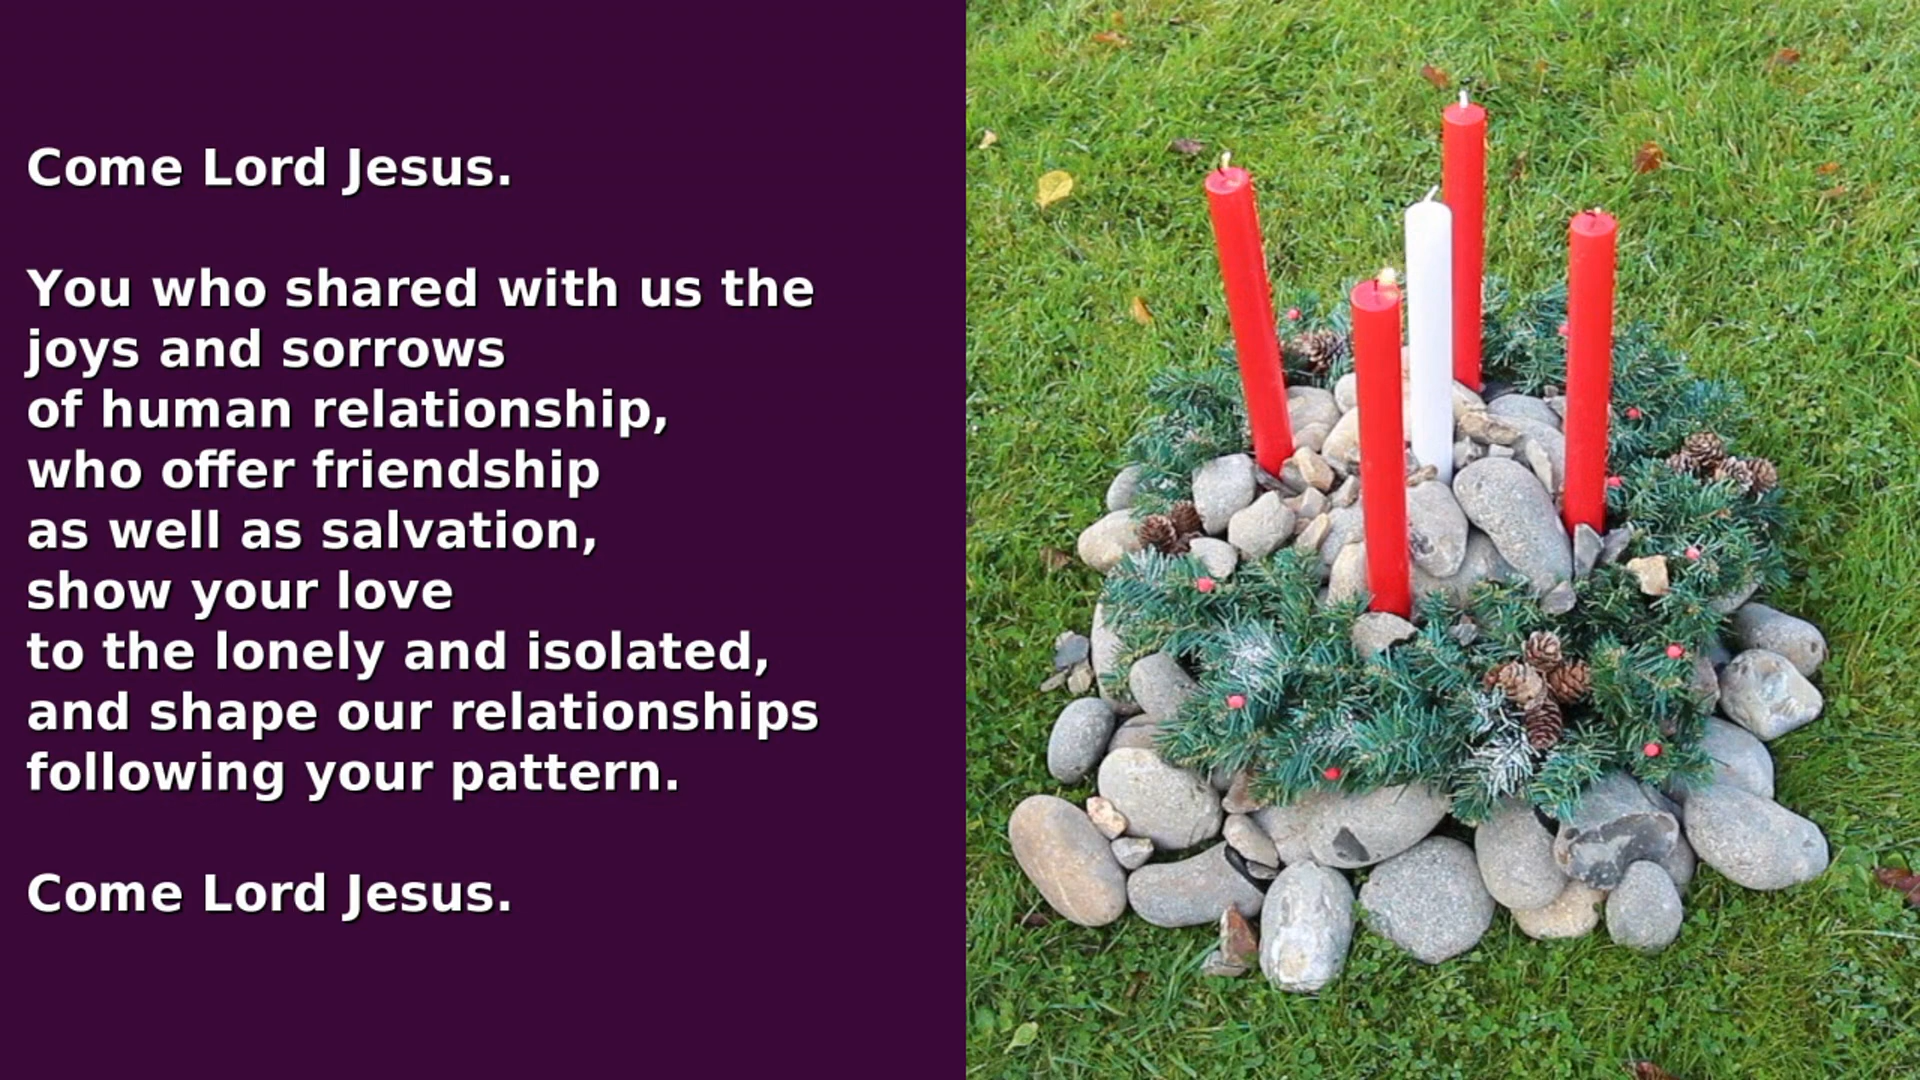 Come Lord Jesus.
You who shared with us the
joys and sorrows
of human relationship,
who offer friendship
as well as salvation,
show your love
to the lonely and isolated,
and shape our relationships
following your pattern.
Come Lord Jesus.